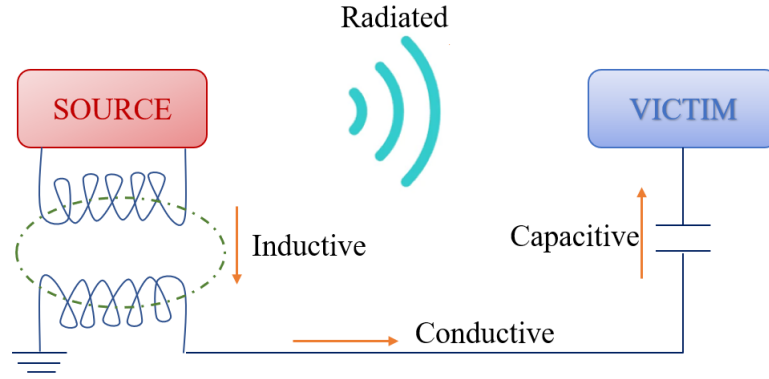 Radiated
SOURCE
VICTIM
Inductive
Capacitive
Conductive